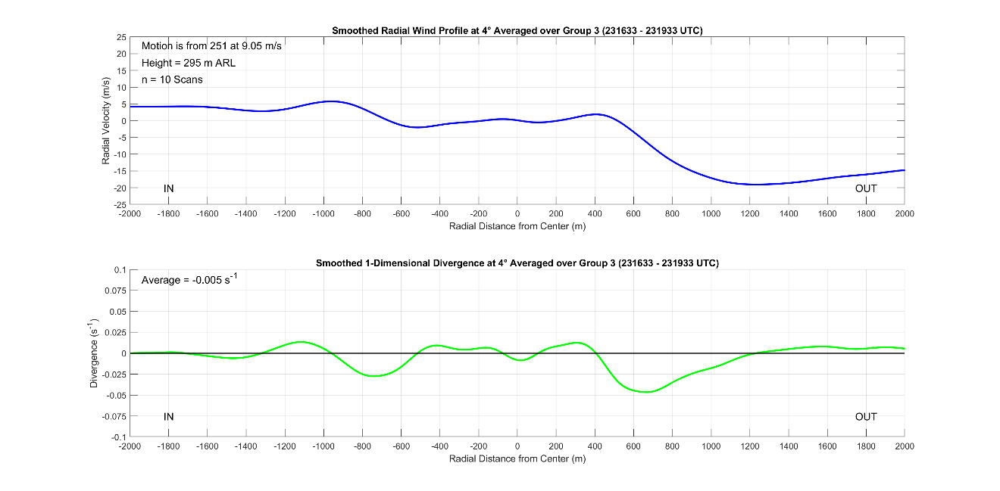 Smoothed Radial Wind Profile at 4° Averaged over Group 3 (231633 - 231933 UTC)
Motion is from 251 at 9.05 m/s
Height = 295 m ARL
n = 10 Scans
Radial Velocity (m/s)
25
20
15
10
5
0
-5
-10
-15
-20
-25
IN
OUT
-2000 -1800 -1600 -1400 -1200 -1000 -800 -600 -400 -200 0 200 400 600 800 1000 1200 1400 1600 1800 2000
Radial Distance from Center (m)
Smoothed 1-Dimensional Divergence at 4° Averaged over Group 3 (231633 - 231933 UTC)
Average = -0.005 s⁻¹
Divergence (s⁻¹)
0.1
0.075
0.05
0.025
0
-0.025
-0.05
-0.075
-0.1
IN
OUT
-2000 -1800 -1600 -1400 -1200 -1000 -800 -600 -400 -200 0 200 400 600 800 1000 1200 1400 1600 1800 2000
Radial Distance from Center (m)